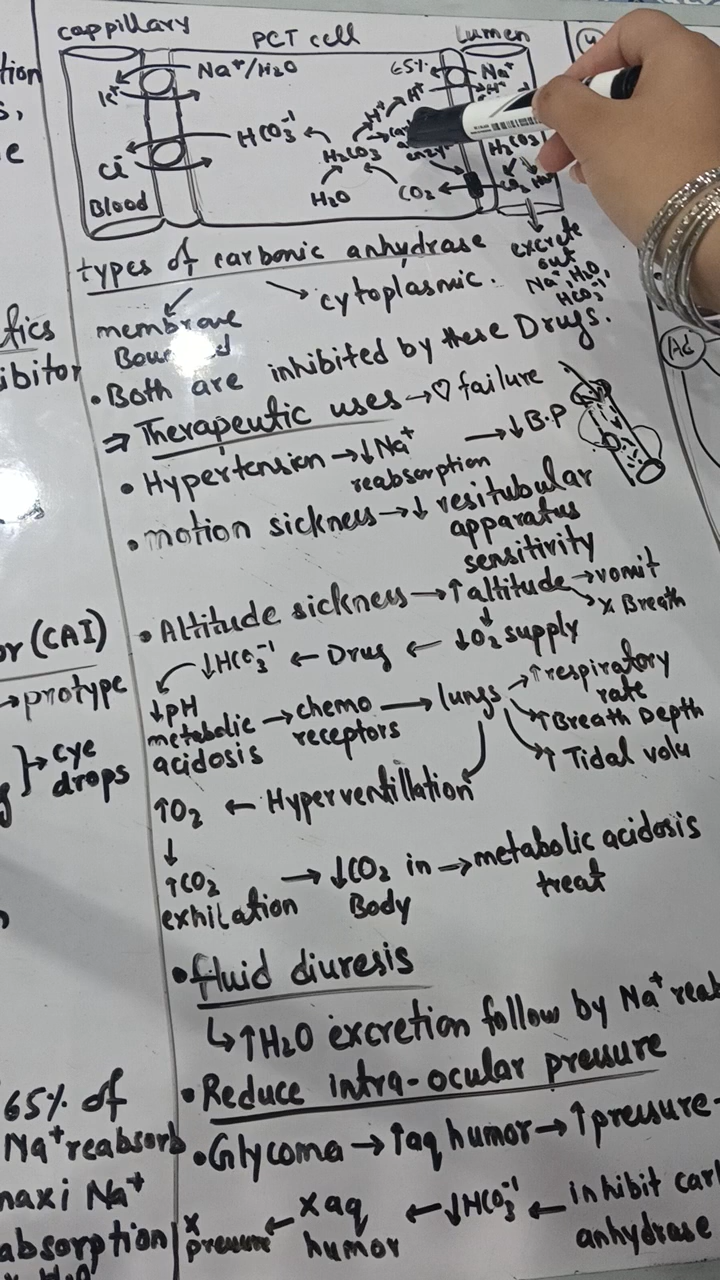 cappillary
PCT cell
Lumen
Na⁺/H₂O
K⁺
HCO₃⁻¹
Cl⁻
Blood
65%
Na⁺
H⁺
H⁺
H⁺
H₂CO₃
H₂O
CO₂
H₂CO₃
CO₂
excrete
out
Na⁺, H₂O,
HCO₃⁻¹
types of carbonic anhydrase
membrane
cytoplasmic.
• Both are inhibited by these Drugs.
⇒ Therapeutic uses → ♡ failure
• Hypertension → ↓Na⁺ reabsorption → ↓B.P
• motion sickness → ↓ resitubular
apparatus
sensitivity
• Altitude sickness → ↑altitude → vomit
→ x Breath
↓HCO₃⁻¹ ← Drug ← ↓O₂ supply
↓pH
metabolic
acidosis
→ chemo
receptors
→ lungs
→ ↑respiratory
rate
↑Breath Depth
↑ Tidal volu
↑O₂ ← Hyperventillation
↓
↑CO₂
exhilation
→ ↓CO₂ in
Body
→ metabolic acidosis
treat
• fluid diuresis
↳ ↑H₂O excretion follow by Na⁺ reab
• Reduce intra-ocular pressure
• Glycoma → ↑aq humor → ↑pressure
x
pressure
← x aq
humor
← ↓HCO₃⁻¹ ← inhibit car
anhydrase
tion
s,
e
tics
ibitor
or (CAI)
→ protype
} → eye
drops
65% of
Na⁺ reabsorb
maxi Na⁺
absorption
Ad